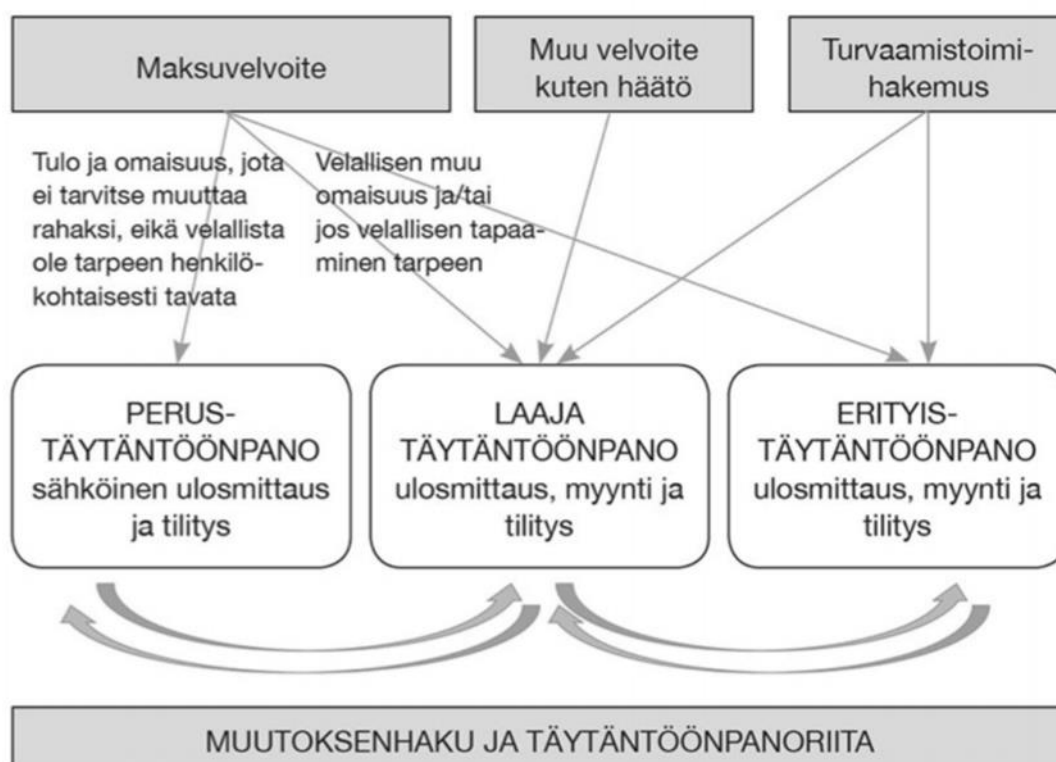 Maksuvelvoite
Muu velvoite
kuten häätö
Turvaamistoimi-
hakemus
Tulo ja omaisuus, jota
ei tarvitse muuttaa
rahaksi, eikä velallista
ole tarpeen henkilö-
kohtaisesti tavata
Velallisen muu
omaisuus ja/tai
jos velallisen tapaa-
minen tarpeen
PERUS-
TÄYTÄNTÖÖNPANO
sähköinen ulosmittaus
ja tilitys
LAAJA
TÄYTÄNTÖÖNPANO
ulosmittaus, myynti ja
tilitys
ERITYIS-
TÄYTÄNTÖÖNPANO
ulosmittaus, myynti ja
tilitys
MUUTOKSENHAKU JA TÄYTÄNTÖÖNPANORIITA